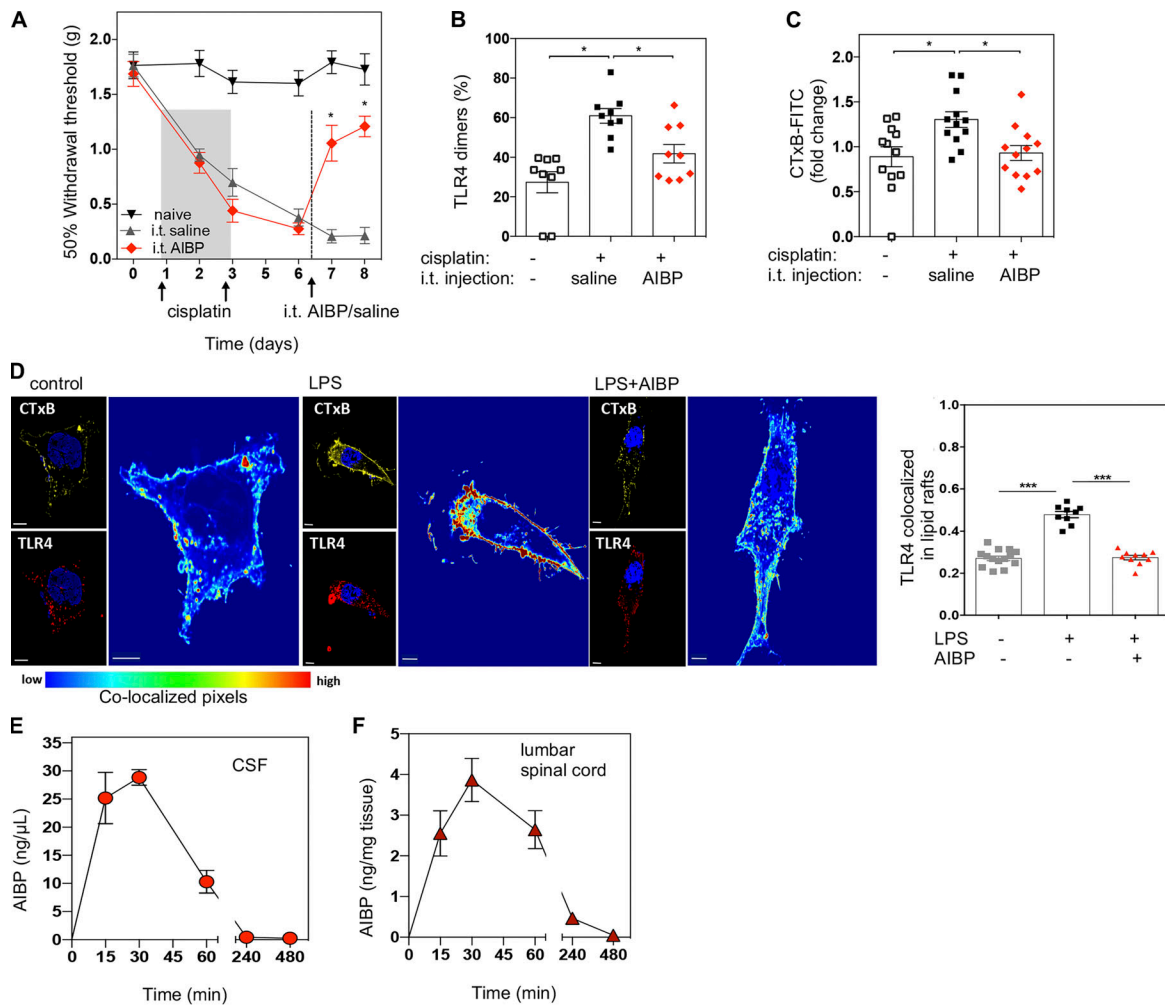 A
50% Withdrawal threshold (g)
2.0
1.5
1.0
0.5
0.0
* *
naive
i.t. saline
i.t. AIBP
0 1 2 3 5 6 7 8
cisplatin
i.t. AIBP/saline
Time (days)
B
TLR4 dimers (%)
100
80
60
40
20
0
* *
cisplatin: - + +
i.t. injection: - saline AIBP
C
CTxB-FITC
(fold change)
2.0
1.5
1.0
0.5
0.0
* *
cisplatin: - + +
i.t. injection: - saline AIBP
D
control LPS LPS+AIBP
CTxB CTxB CTxB
TLR4 TLR4 TLR4
low high
Co-localized pixels
TLR4 colocalized
in lipid rafts
1.0
0.8
0.6
0.4
0.2
0.0
*** ***
LPS - + +
AIBP - - +
E
AIBP (ng/µL)
35
30
25
20
15
10
5
0
CSF
0 15 30 45 60 240 480
Time (min)
F
AIBP (ng/mg tissue)
5
4
3
2
1
0
lumbar
spinal cord
0 15 30 45 60 240 480
Time (min)